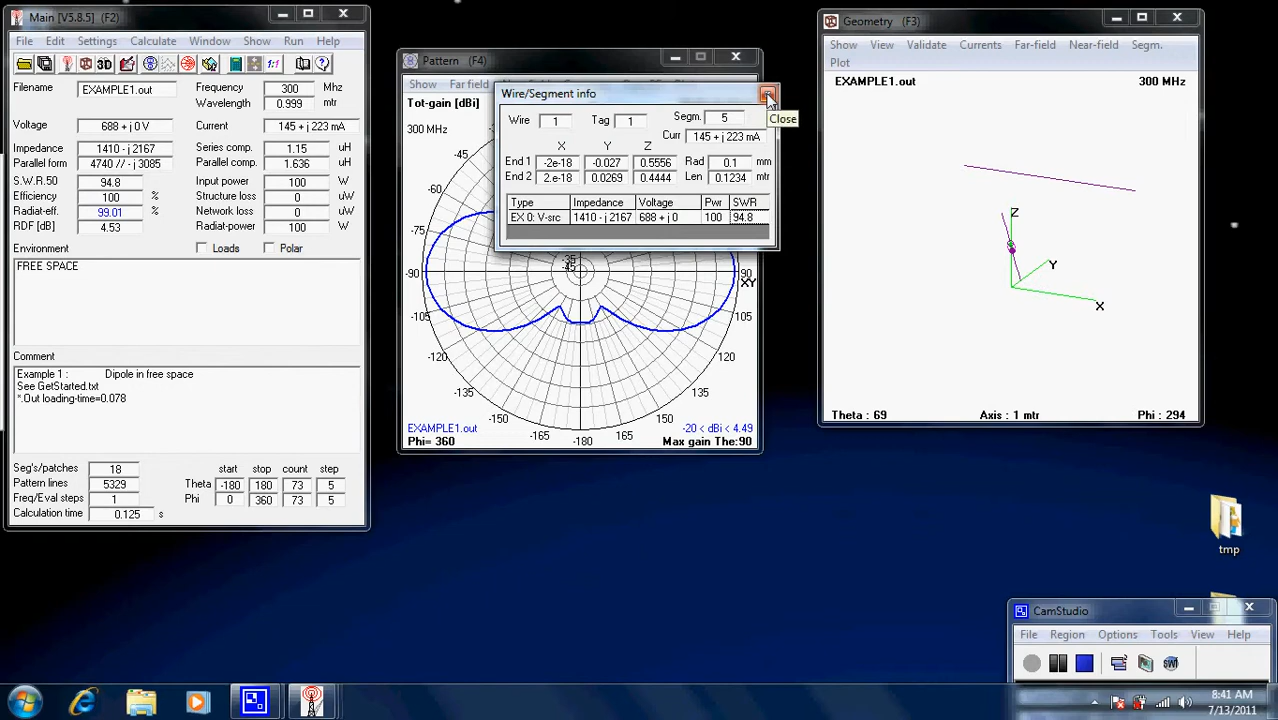 Main [V5.8.5] (F2)
File Edit Settings Calculate Window Show Run Help
3D 1:1
Filename EXAMPLE1.out Frequency 300 Mhz
Wavelength 0.999 mtr
Voltage 688 + j 0 V Current 145 + j 223 mA
Impedance 1410 - j 2167 Series comp. 1.15 uH
Parallel form 4740 // - j 3085 Parallel comp. 1.636 uH
S.W.R.50 94.8 Input power 100 W
Efficiency 100 % Structure loss 0 uW
Radiat-eff. 99.01 % Network loss 0 uW
RDF [dB] 4.53 Radiat-power 100 W
Environment Loads Polar
FREE SPACE
Comment
Example 1 : Dipole in free space
See GetStarted.txt
*.Out loading-time=0.078
Seg's/patches 18 start stop count step
Pattern lines 5329 Theta -180 180 73 5
Freq/Eval steps 1 Phi 0 360 73 5
Calculation time 0.125 s
Pattern (F4)
Show Far field
Tot-gain [dBi]
300 MHz
-45
-60
-90
-105
-120
-135
-150
-165
-180
165
150
135
120
105
90
XY
-35
-45
EXAMPLE1.out -20 < dBi < 4.49
Phi= 360 Max gain The:90
Wire/Segment info
Close
Wire 1 Tag 1 Segm. 5
Curr 145 + j 223 mA
X Y Z
End 1 -2e-18 -0.027 0.5556 Rad 0.1 mm
End 2 2.e-18 0.0269 0.4444 Len 0.1234 mtr
Type Impedance Voltage Pwr SWR
EX 0: V-src 1410 - j 2167 688 + j 0 100 94.8
Geometry (F3)
Show View Validate Currents Far-field Near-field Segm.
Plot
EXAMPLE1.out 300 MHz
Z
Y
X
Theta : 69 Axis : 1 mtr Phi : 294
tmp
CamStudio
File Region Options Tools View Help
SWF
8:41 AM
7/13/2011